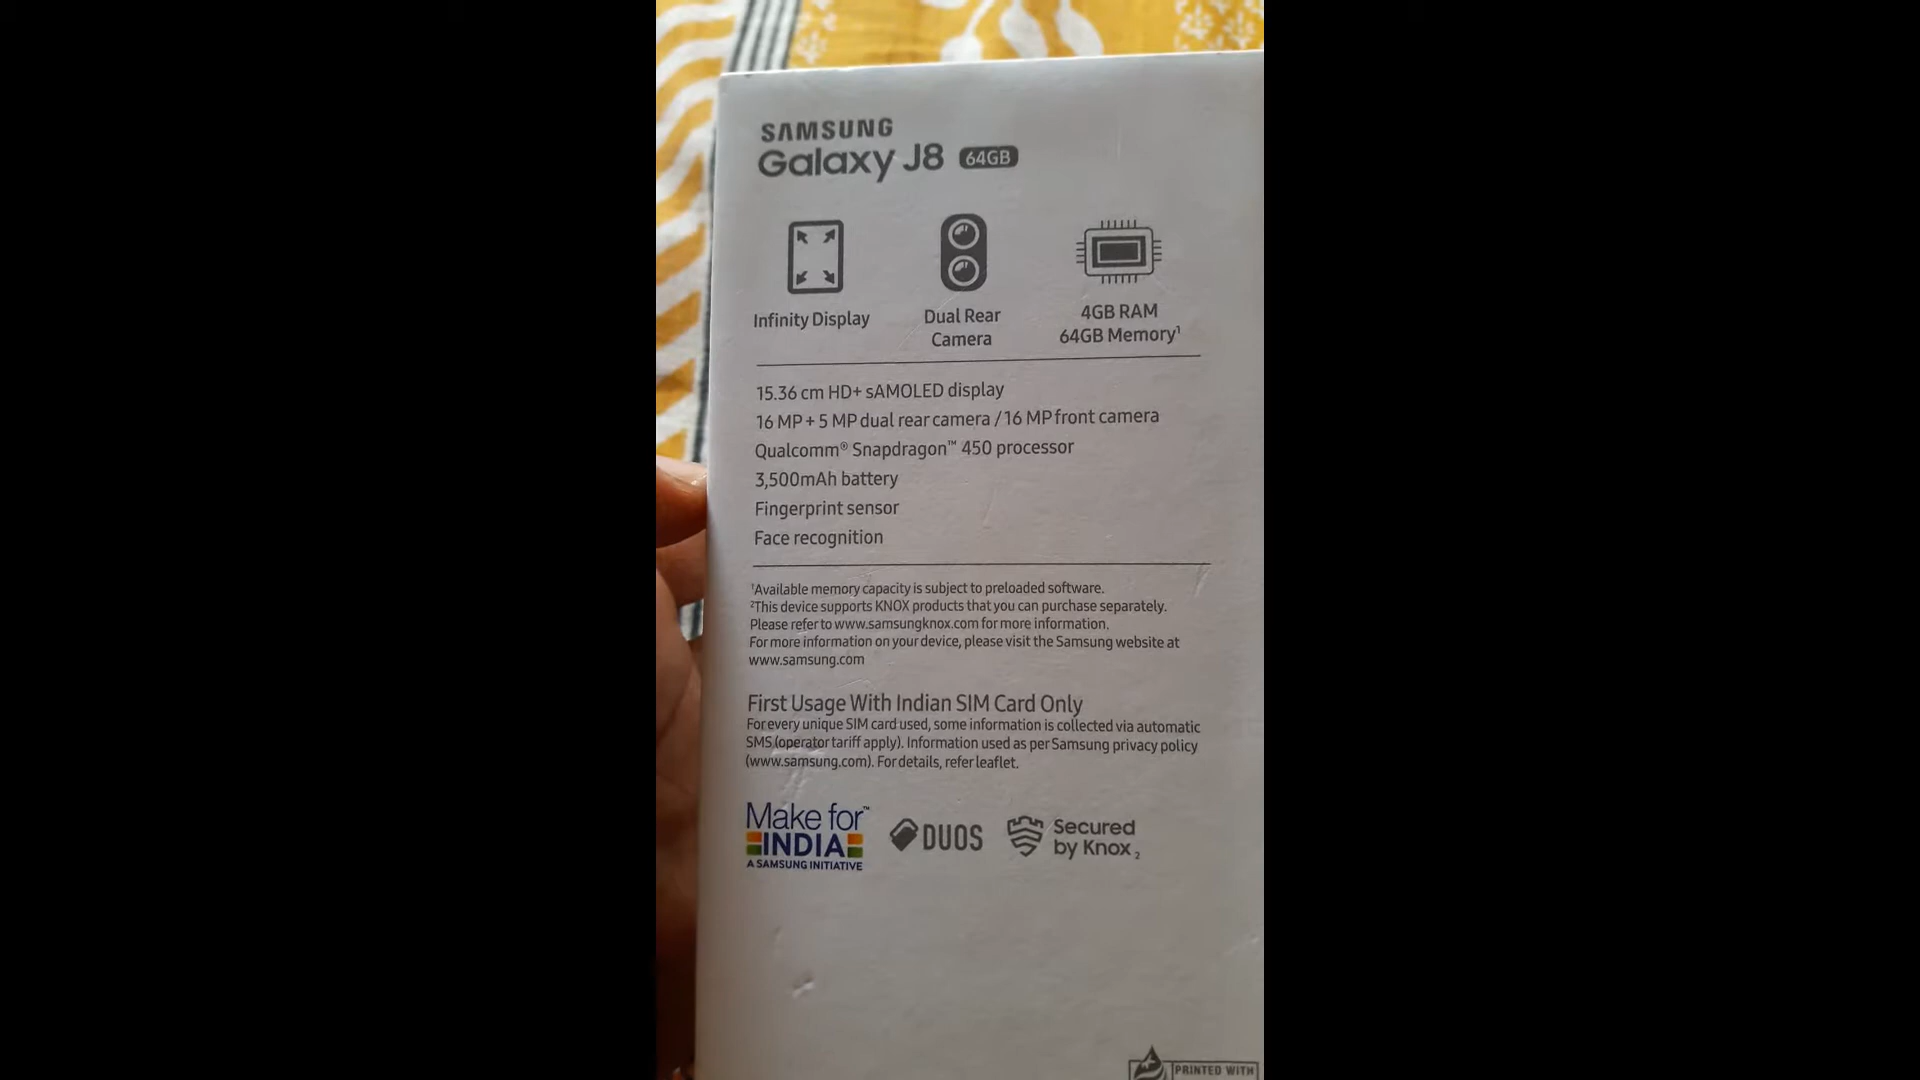 SAMSUNG
Galaxy J8 64GB
Infinity Display
Dual Rear
Camera
4GB RAM
64GB Memory¹
15.36 cm HD+ sAMOLED display
16 MP + 5 MP dual rear camera / 16 MP front camera
Qualcomm® Snapdragon™ 450 processor
3,500mAh battery
Fingerprint sensor
Face recognition
¹Available memory capacity is subject to preloaded software.
²This device supports KNOX products that you can purchase separately.
Please refer to www.samsungknox.com for more information.
For more information on your device, please visit the Samsung website at
www.samsung.com
First Usage With Indian SIM Card Only
For every unique SIM card used, some information is collected via automatic
SMS (operator tariff apply). Information used as per Samsung privacy policy
(www.samsung.com). For details, refer leaflet.
Make for™
INDIA
A SAMSUNG INITIATIVE
DUOS
Secured
by Knox ₂
PRINTED WITH